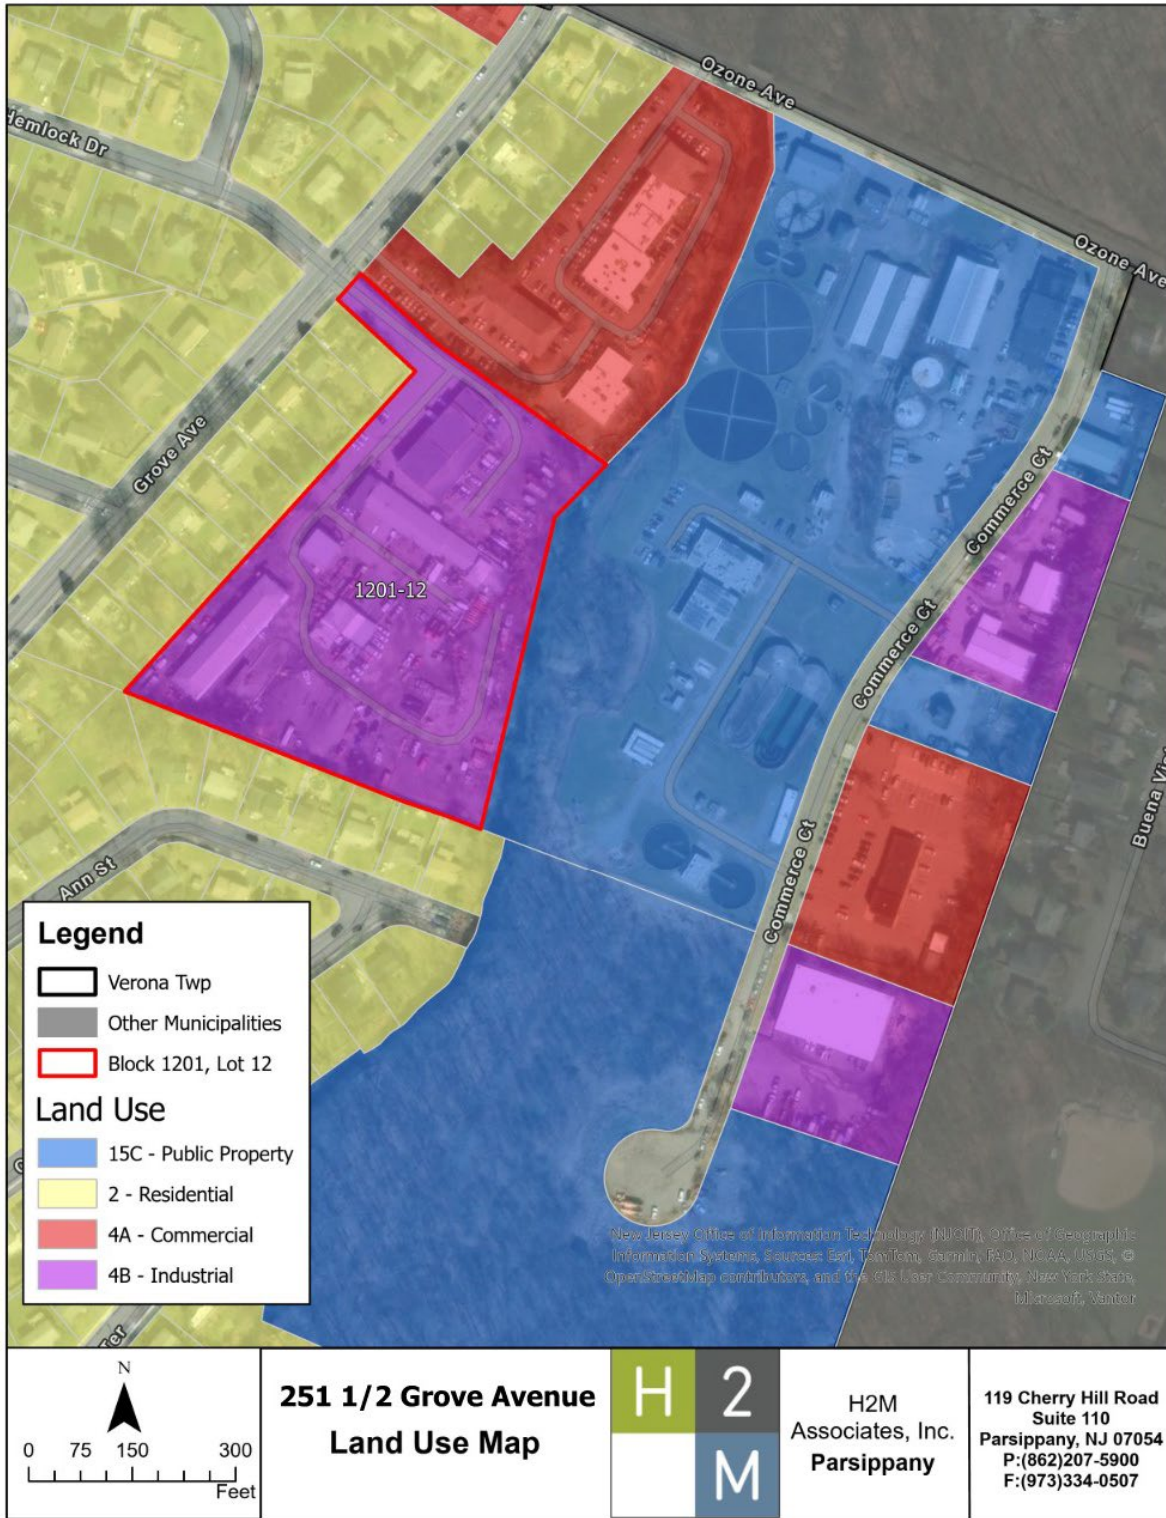 Ozone Ave
Hemlock Dr
Ozone Ave
Grove Ave
Commerce Ct
1201-12
Commerce Ct
Buena Vist
Commerce Ct
Ann St
Legend
Verona Twp
Other Municipalities
Block 1201, Lot 12
Land Use
15C - Public Property
2 - Residential
4A - Commercial
4B - Industrial
Ter
New Jersey Office of Information Technology (NJOIT), Office of Geographic
Information Systems, Sources: Esri, TomTom, Garmin, FAO, NOAA, USGS, ©
OpenStreetMap contributors, and the GIS User Community, New York State,
Microsoft, Vantor
N
0 75 150 300
Feet
251 1/2 Grove Avenue
Land Use Map
H 2
M
H2M
Associates, Inc.
Parsippany
119 Cherry Hill Road
Suite 110
Parsippany, NJ 07054
P:(862)207-5900
F:(973)334-0507